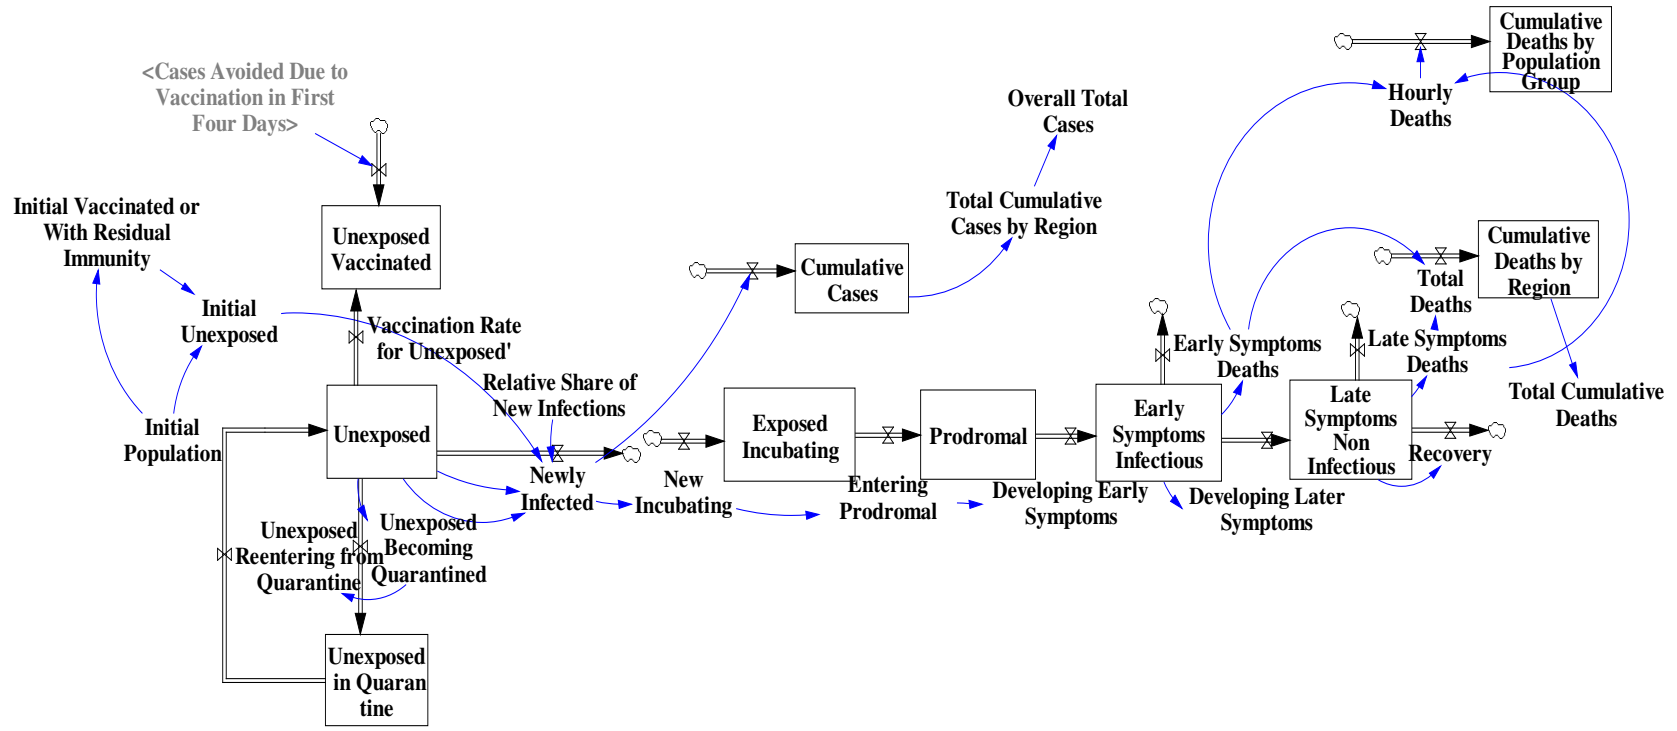 Cumulative
Deaths by
Population
Group
<Cases Avoided Due to
Vaccination in First
Four Days>
Hourly
Deaths
Overall Total
Cases
Initial Vaccinated or
With Residual
Immunity
Total Cumulative
Cases by Region
Unexposed
Vaccinated
Cumulative
Deaths by
Region
Cumulative
Cases
Total
Deaths
Initial
Unexposed
Vaccination Rate
for Unexposed'
Early Symptoms
Deaths
Late Symptoms
Deaths
Relative Share of
New Infections
Total Cumulative
Deaths
Initial
Population
Unexposed
Exposed
Incubating
Prodromal
Early
Symptoms
Infectious
Late
Symptoms
Non
Infectious
Recovery
Newly
Infected
New
Incubating
Entering
Prodromal
Developing Early
Symptoms
Developing Later
Symptoms
Unexposed
Reentering from
Quarantine
Unexposed
Becoming
Quarantined
Unexposed
in Quaran
tine